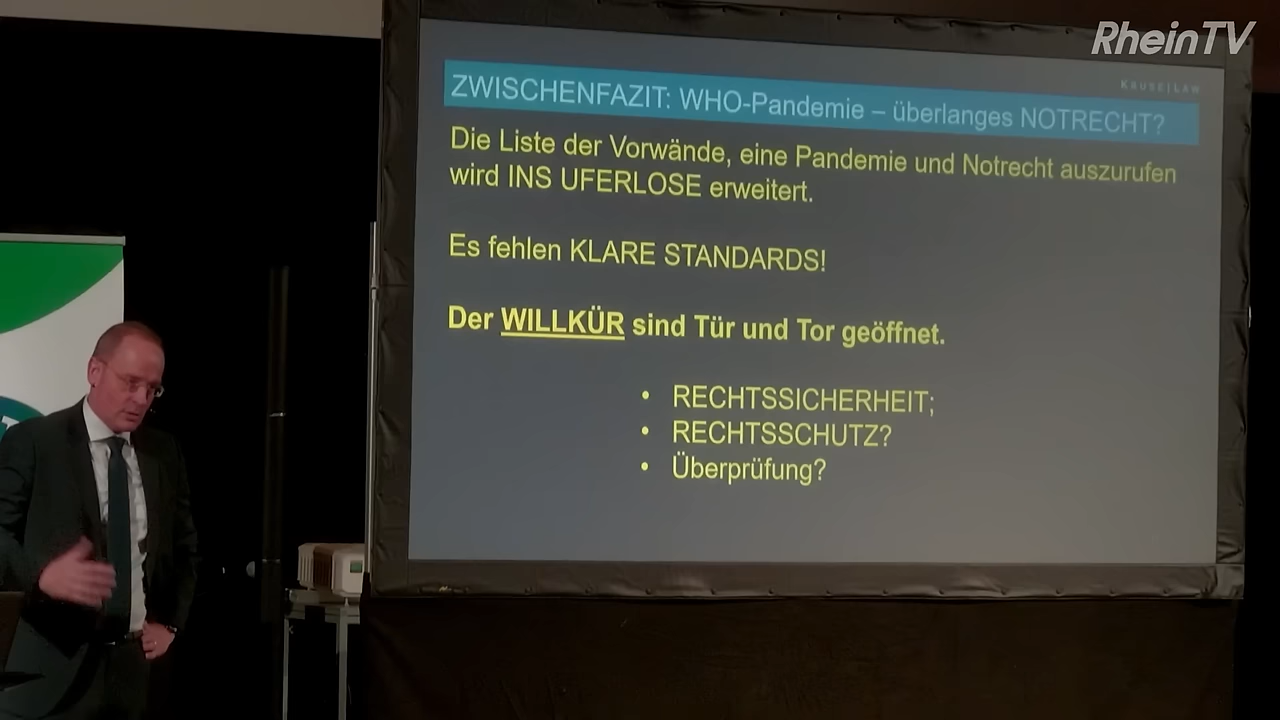 RheinTV
KRUSE|LAW
ZWISCHENFAZIT: WHO-Pandemie – überlanges NOTRECHT?
Die Liste der Vorwände, eine Pandemie und Notrecht auszurufen
wird INS UFERLOSE erweitert.
Es fehlen KLARE STANDARDS!
Der WILLKÜR sind Tür und Tor geöffnet.
• RECHTSSICHERHEIT;
• RECHTSSCHUTZ?
• Überprüfung?